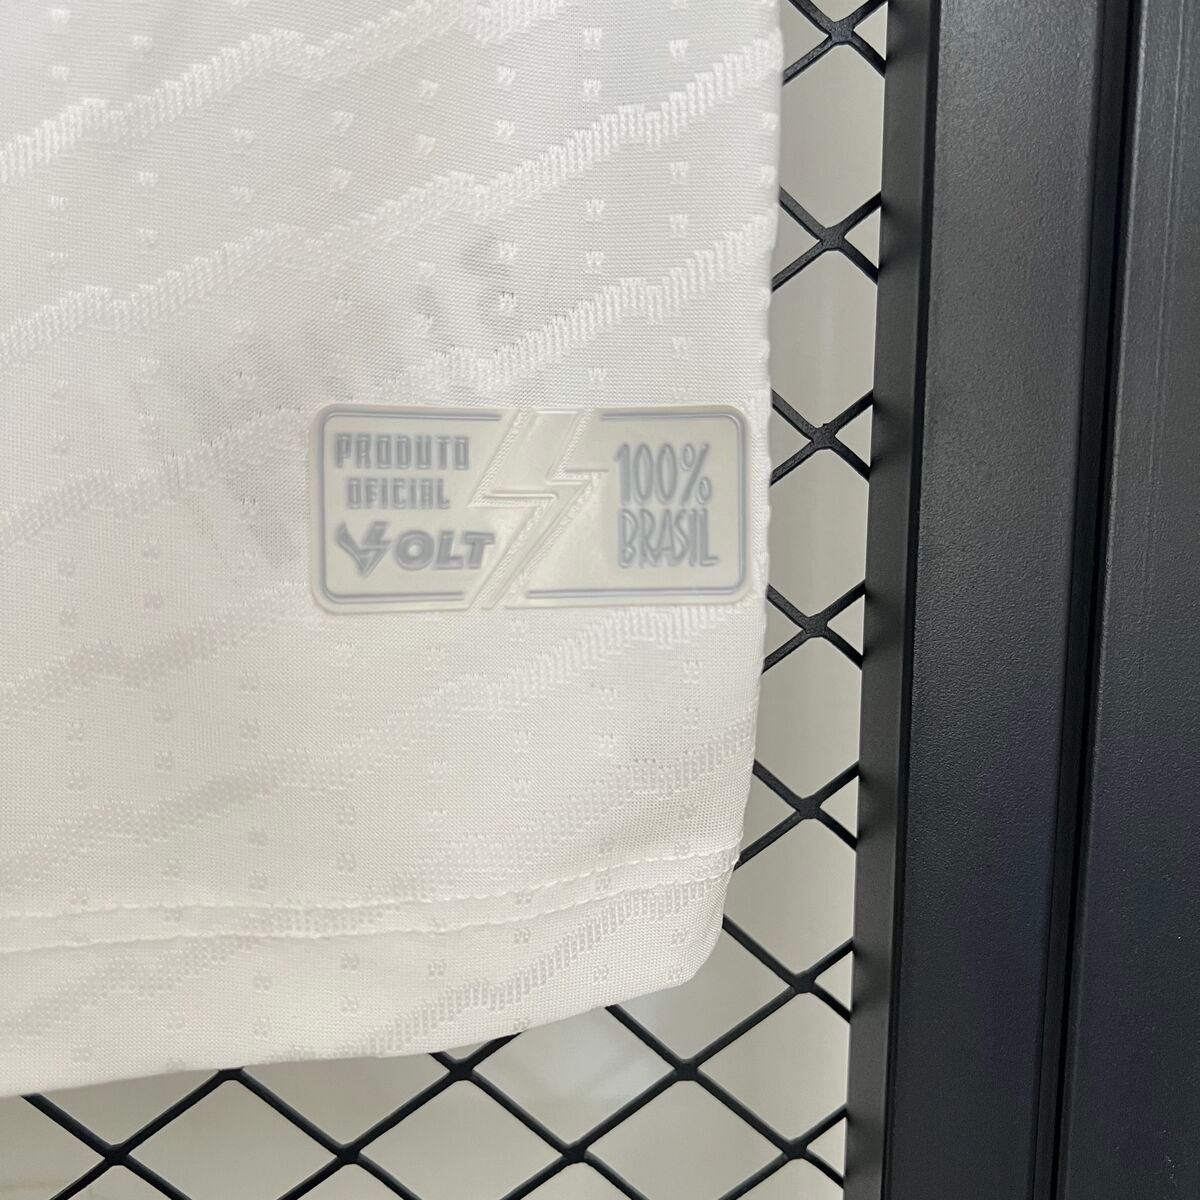 PRODUTO
OFICIAL
VOLT
100%
BRASIL